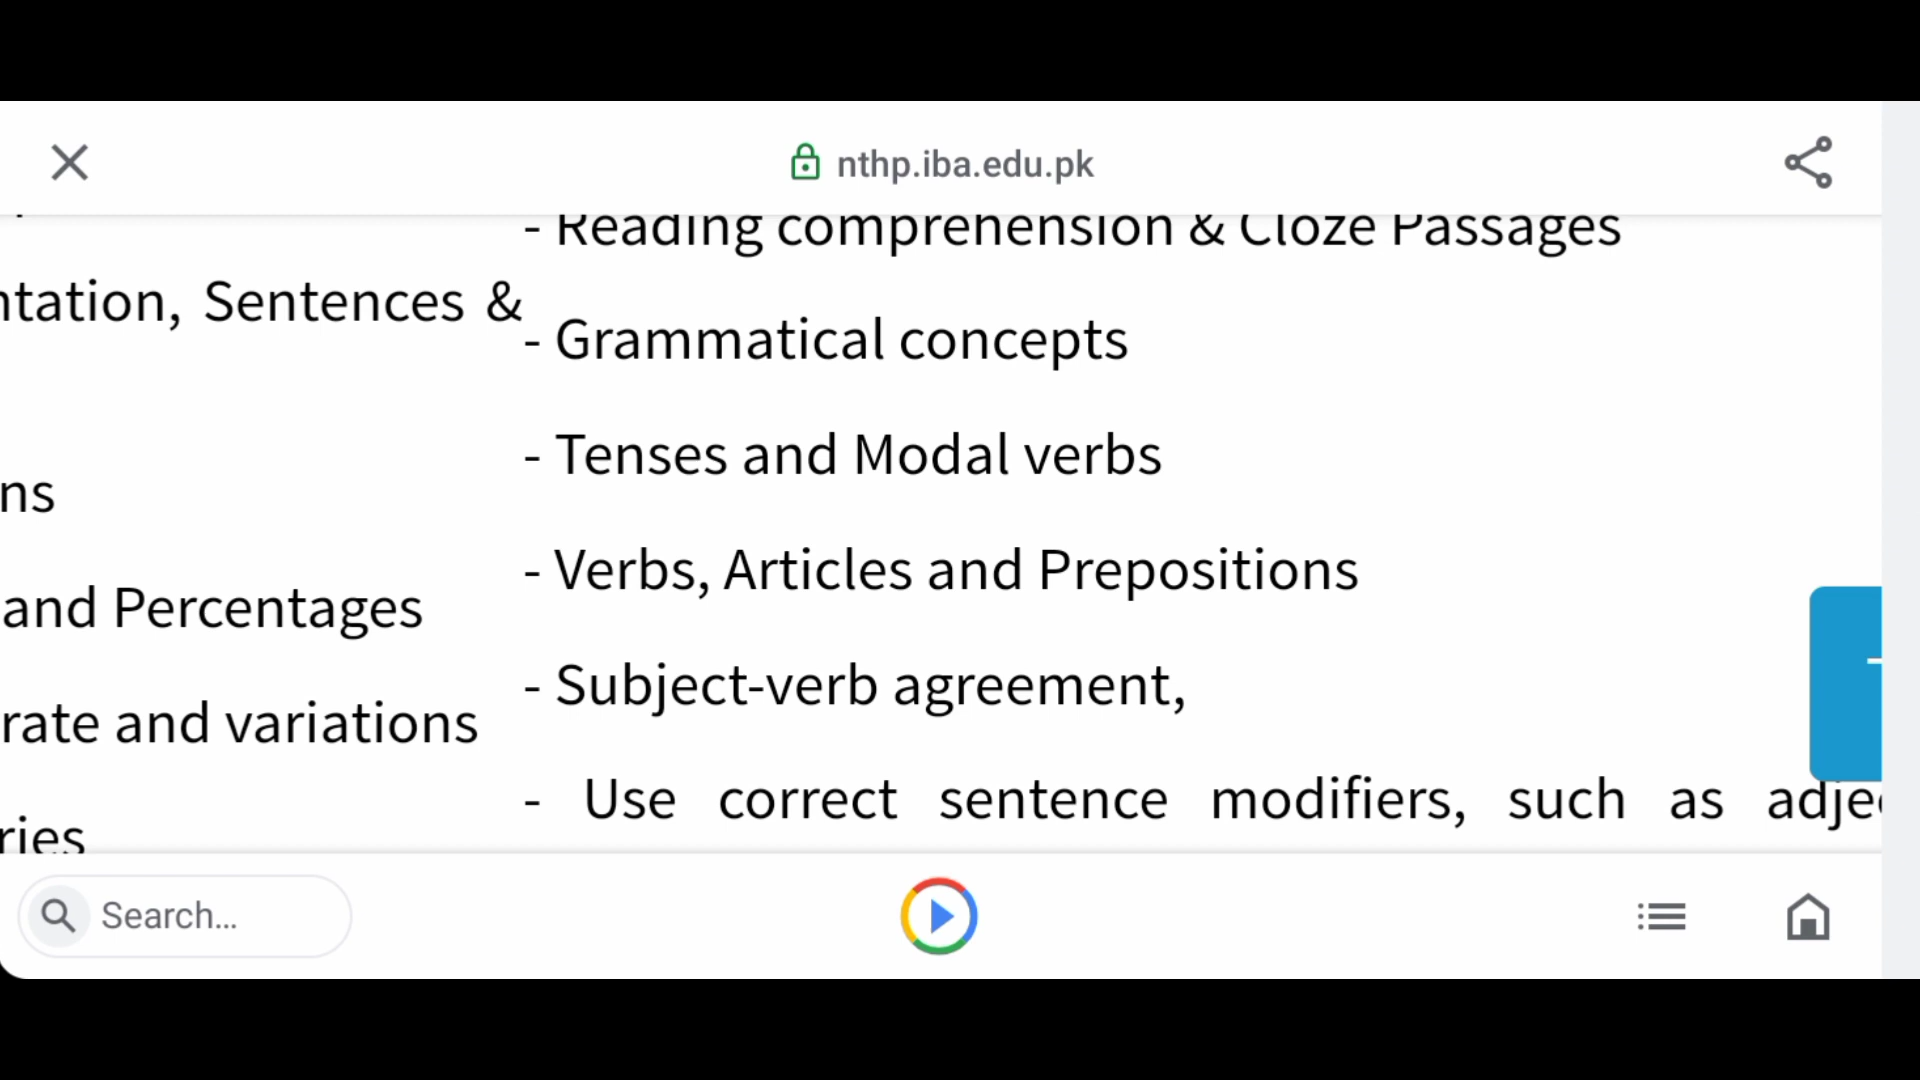 nthp.iba.edu.pk
ntation, Sentences &
ns
and Percentages
rate and variations
ries
- Reading comprehension & Cloze Passages
- Grammatical concepts
- Tenses and Modal verbs
- Verbs, Articles and Prepositions
- Subject-verb agreement,
- Use correct sentence modifiers, such as adje
Search...